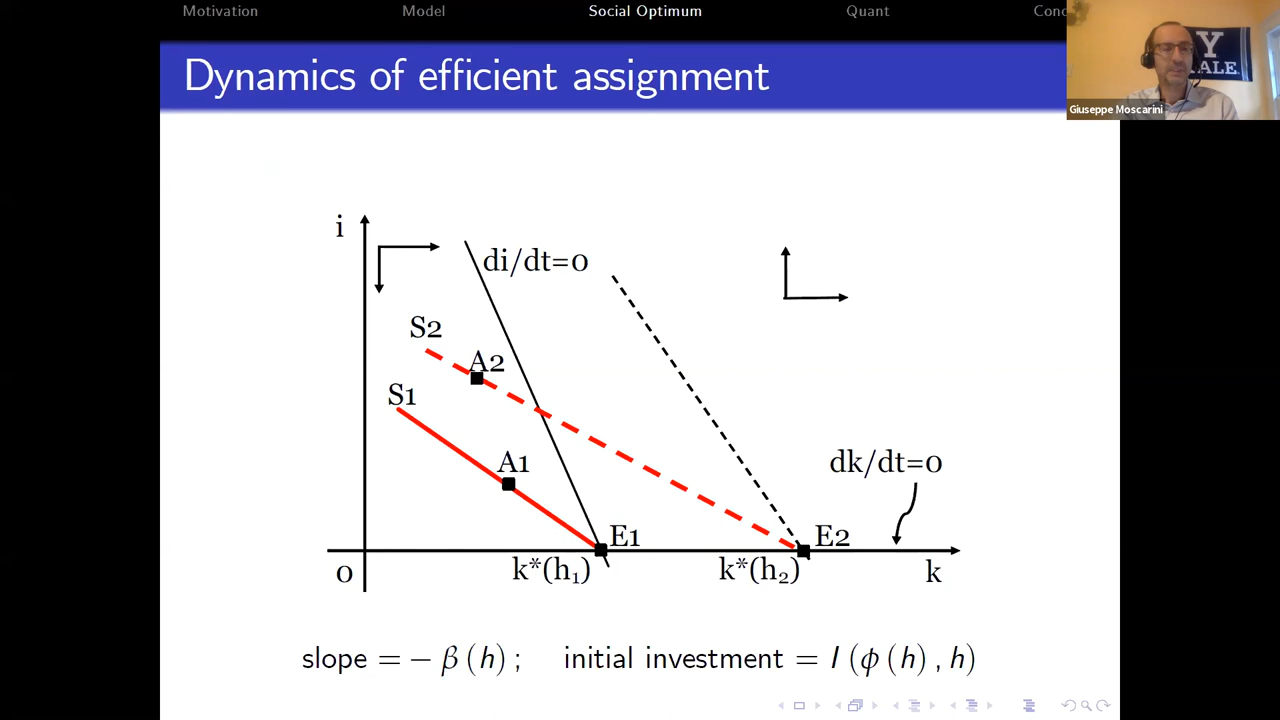 Motivation Model Social Optimum Quant Conc
Dynamics of efficient assignment
Y
ALE.
Giuseppe Moscarini
i
di/dt=0
S2
A2
S1
A1
dk/dt=0
E1
E2
0
k*(h₁)
k*(h₂)
k
slope = − β (h) ; initial investment = I (ϕ (h) , h)